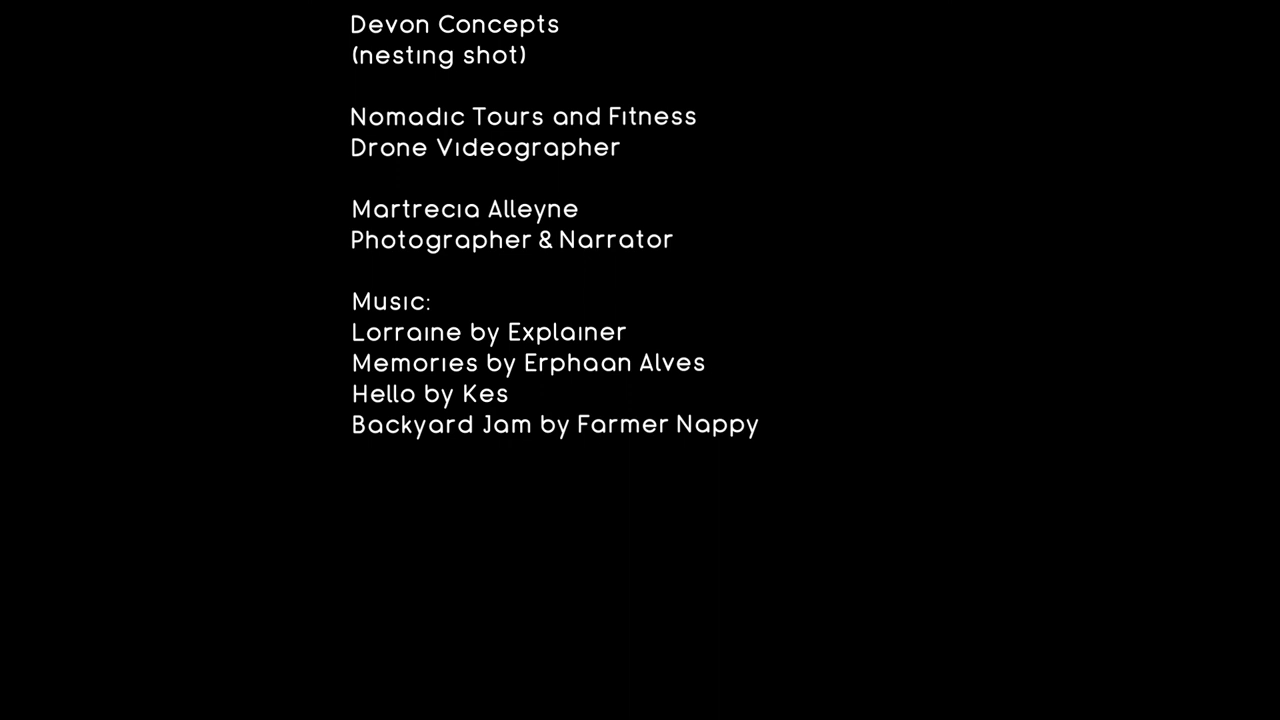 Devon Concepts
(nesting shot)
Nomadic Tours and Fitness
Drone Videographer
Martrecia Alleyne
Photographer & Narrator
Music:
Lorraine by Explainer
Memories by Erphaan Alves
Hello by Kes
Backyard Jam by Farmer Nappy